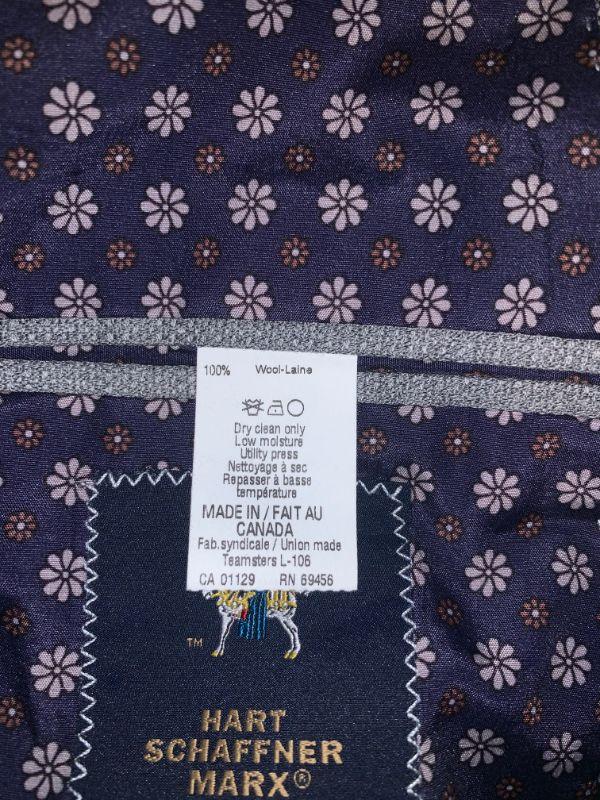 100% Wool-Laine
Dry clean only
Low moisture
Utility press
Nettoyage à sec
Repasser à basse
température
MADE IN / FAIT AU
CANADA
Fab.syndicale / Union made
Teamsters L-106
CA 01129 RN 69456
TM
HART
SCHAFFNER
MARX®